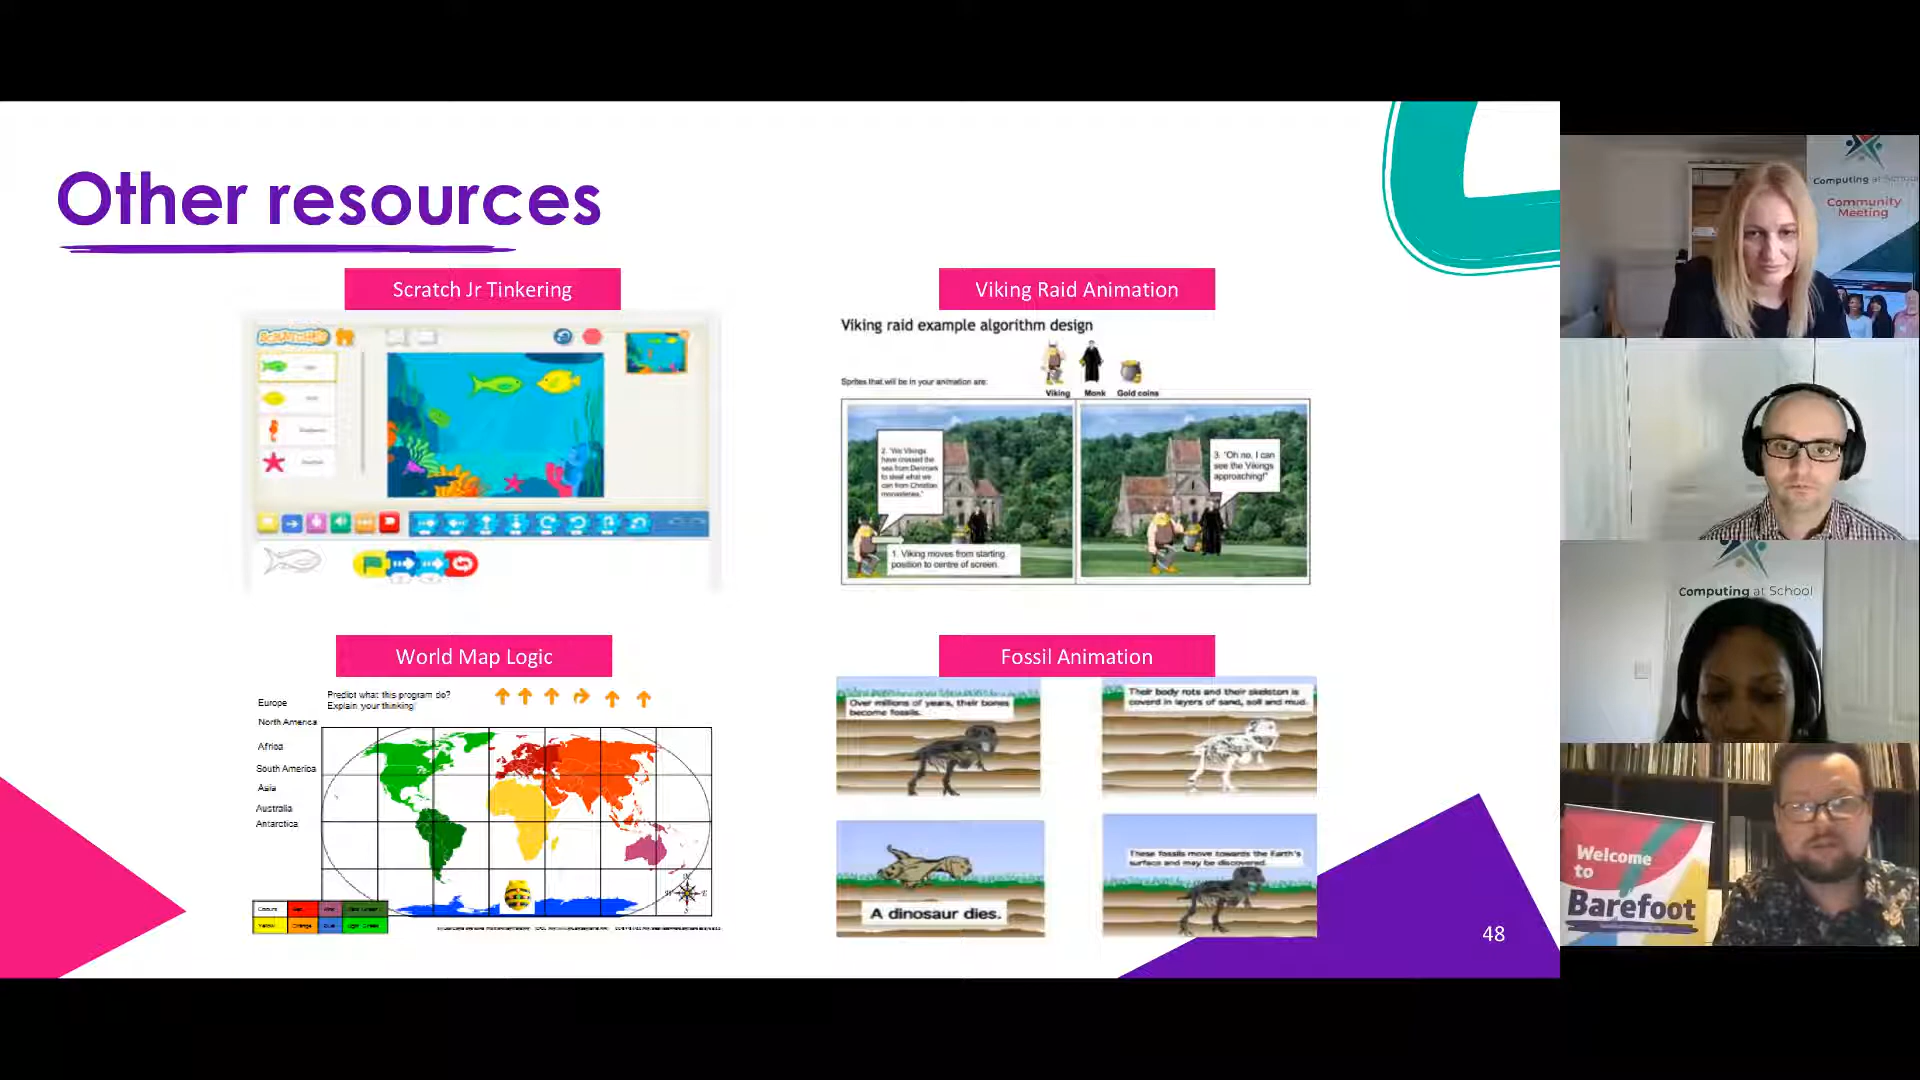 Other resources
Scratch Jr Tinkering
Viking Raid Animation
Viking raid example algorithm design
Sprites that will be in your animation are:
Viking Monk Gold coins
2. "We Vikings
have crossed the
sea from Denmark
to steal what we
can from Christian
monasteries."
1. Viking moves from starting
position to centre of screen.
3. "Oh no, I can
see the Vikings
approaching!"
World Map Logic
Predict what this program do?
Explain your thinking!
Europe
North America
Africa
South America
Asia
Australia
Antarctica
Fossil Animation
Over millions of years, their bones
become fossils.
Their body rots and their skeleton is
coverd in layers of sand, soil and mud.
A dinosaur dies.
These fossils move towards the Earth's
surface and may be discovered.
48
Computing at School
Community
Meeting
Computing at School
Welcome
to
Barefoot